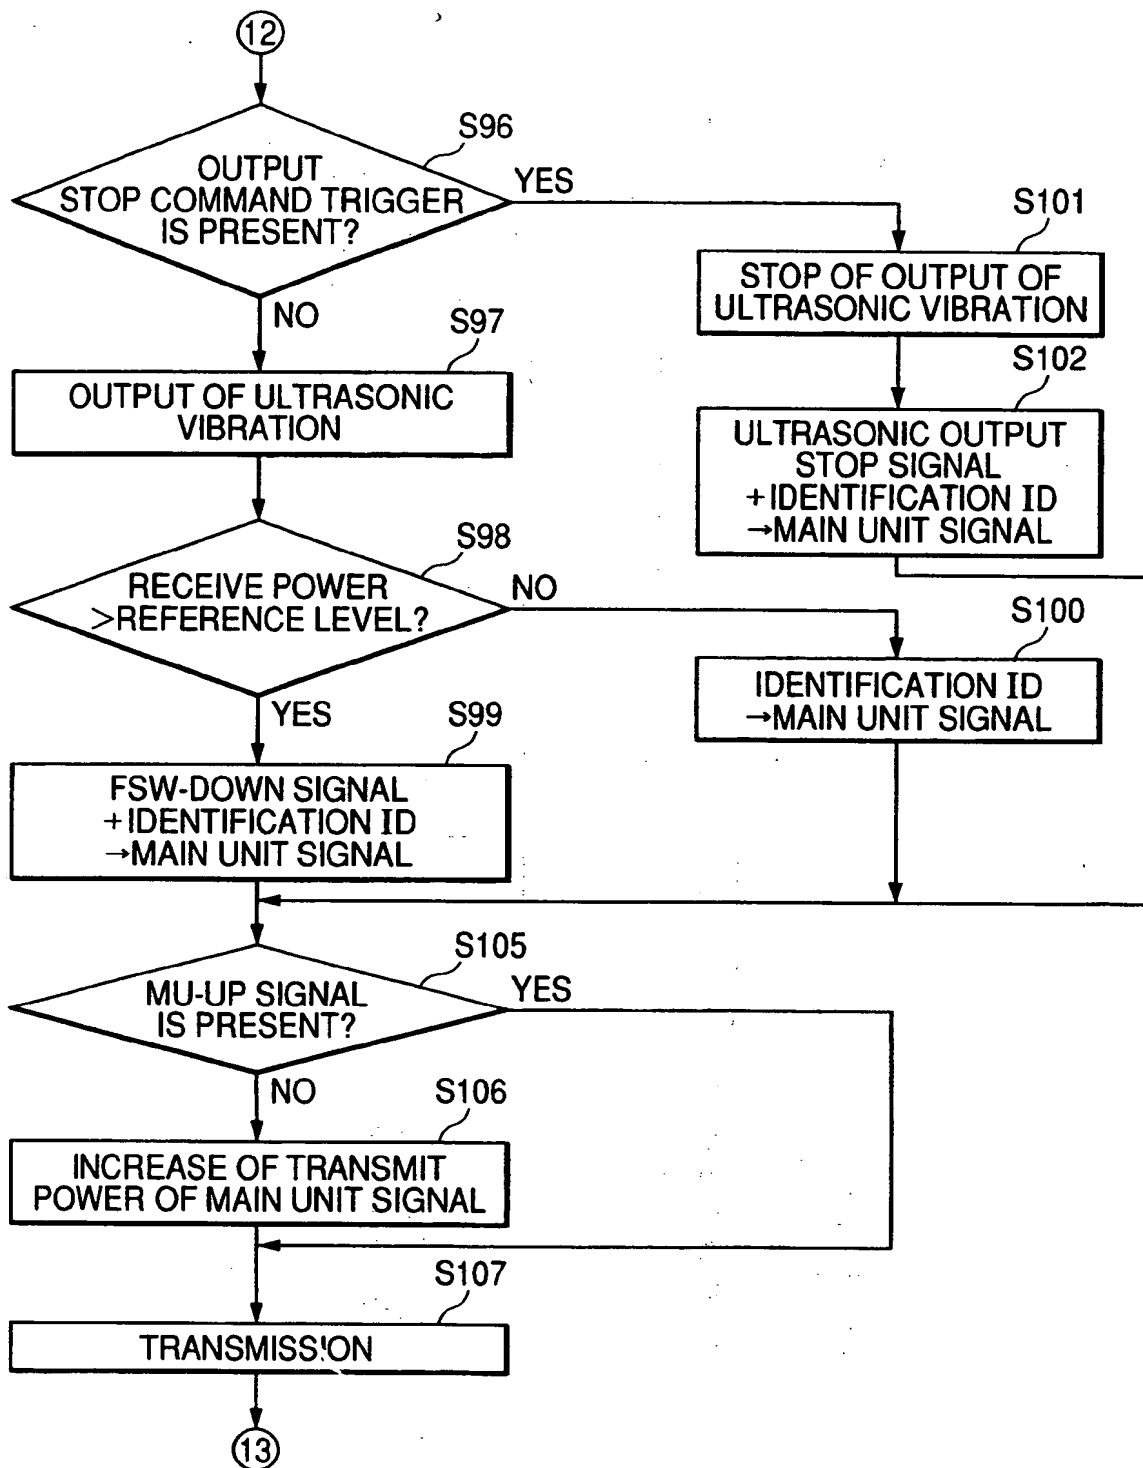 12
S96
OUTPUT
STOP COMMAND TRIGGER
IS PRESENT?
YES
NO
S101
STOP OF OUTPUT OF
ULTRASONIC VIBRATION
S97
OUTPUT OF ULTRASONIC
VIBRATION
S102
ULTRASONIC OUTPUT
STOP SIGNAL
+IDENTIFICATION ID
→MAIN UNIT SIGNAL
S98
RECEIVE POWER
>REFERENCE LEVEL?
NO
YES
S100
IDENTIFICATION ID
→MAIN UNIT SIGNAL
S99
FSW-DOWN SIGNAL
+IDENTIFICATION ID
→MAIN UNIT SIGNAL
S105
MU-UP SIGNAL
IS PRESENT?
YES
NO
S106
INCREASE OF TRANSMIT
POWER OF MAIN UNIT SIGNAL
S107
TRANSMISSION
13